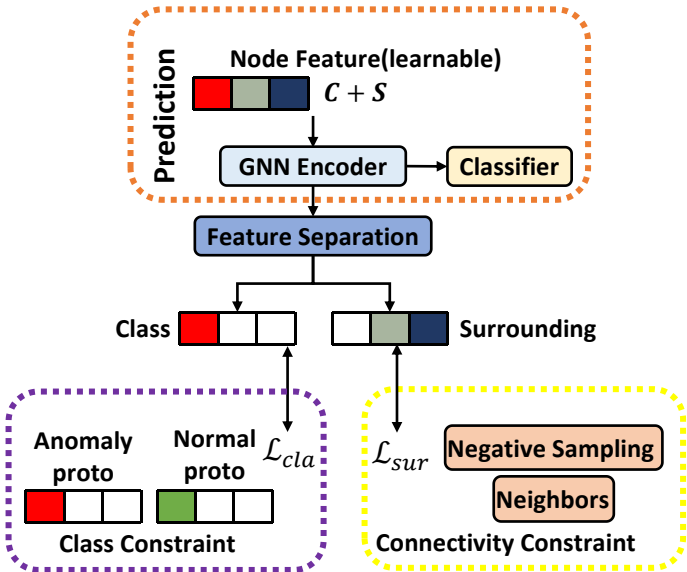 Prediction
Node Feature(learnable)
C + S
GNN Encoder
Classifier
Feature Separation
Class
Surrounding
Anomaly
proto
Normal
proto
ℒ_cla
Class Constraint
ℒ_sur
Negative Sampling
Neighbors
Connectivity Constraint